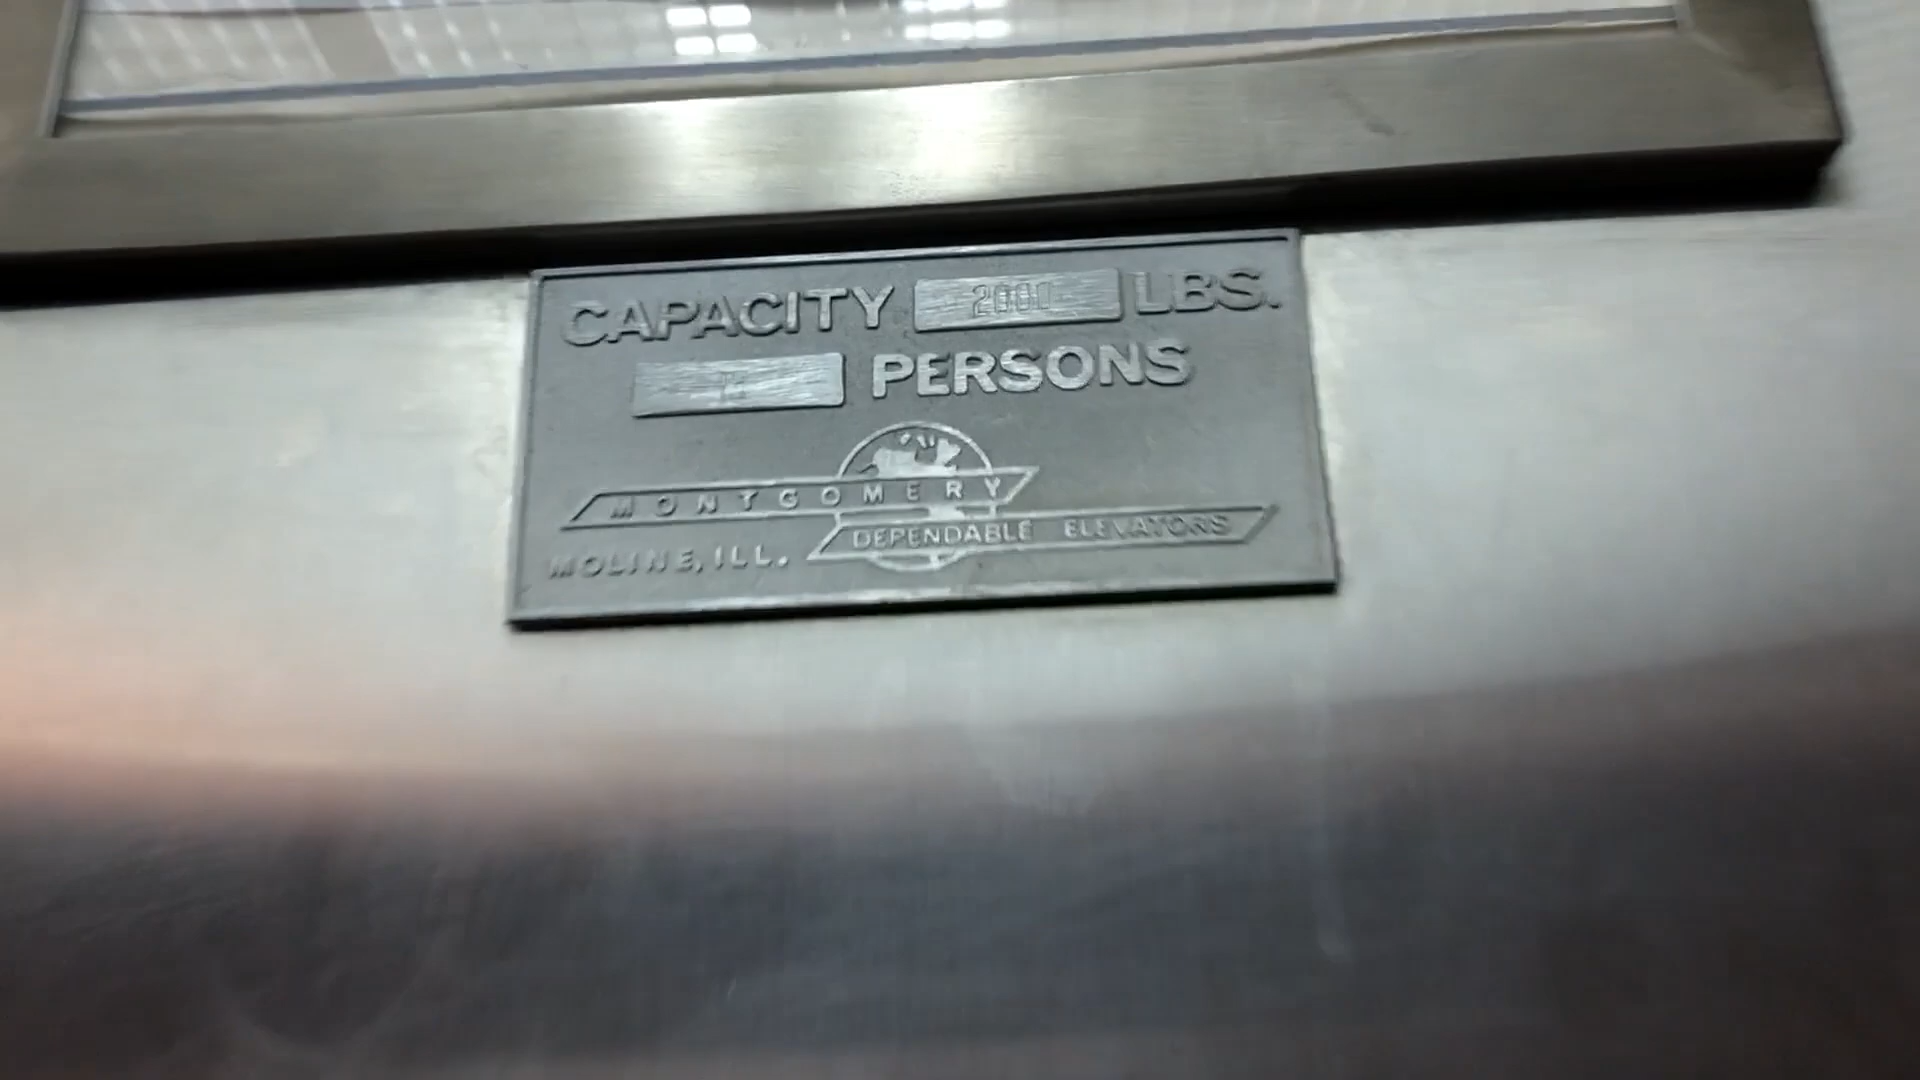 CAPACITY 2000 LBS.
PERSONS
MONTGOMERY
DEPENDABLE ELEVATORS
MOLINE, ILL.